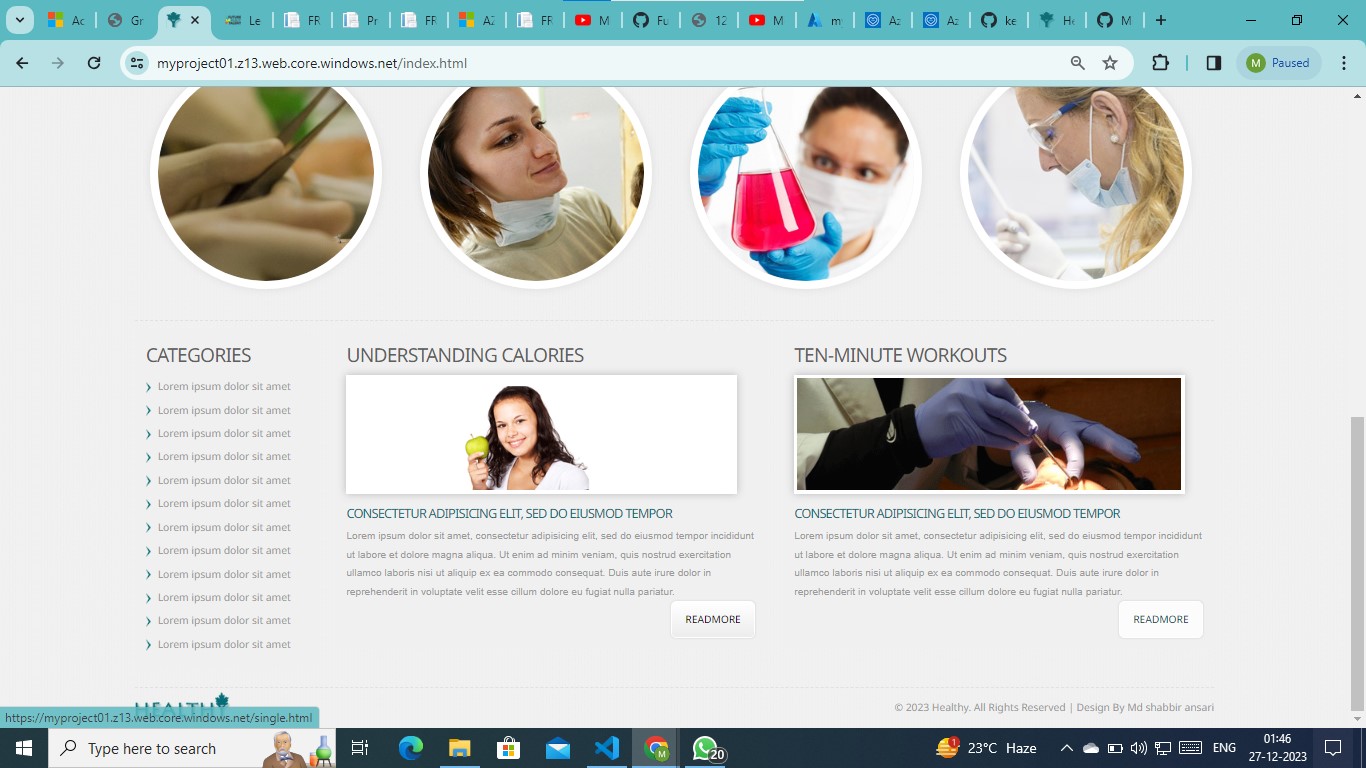 Ac
Gr
Le
FR
Pr
FR
AZ
FR
M
Fu
12
M
m
Az
Az
ke
He
M
myproject01.z13.web.core.windows.net/index.html
M
Paused
CATEGORIES
Lorem ipsum dolor sit amet
Lorem ipsum dolor sit amet
Lorem ipsum dolor sit amet
Lorem ipsum dolor sit amet
Lorem ipsum dolor sit amet
Lorem ipsum dolor sit amet
Lorem ipsum dolor sit amet
Lorem ipsum dolor sit amet
Lorem ipsum dolor sit amet
Lorem ipsum dolor sit amet
Lorem ipsum dolor sit amet
Lorem ipsum dolor sit amet
UNDERSTANDING CALORIES
CONSECTETUR ADIPISICING ELIT, SED DO EIUSMOD TEMPOR
Lorem ipsum dolor sit amet, consectetur adipisicing elit, sed do eiusmod tempor incididunt
ut labore et dolore magna aliqua. Ut enim ad minim veniam, quis nostrud exercitation
ullamco laboris nisi ut aliquip ex ea commodo consequat. Duis aute irure dolor in
reprehenderit in voluptate velit esse cillum dolore eu fugiat nulla pariatur.
READMORE
TEN-MINUTE WORKOUTS
CONSECTETUR ADIPISICING ELIT, SED DO EIUSMOD TEMPOR
Lorem ipsum dolor sit amet, consectetur adipisicing elit, sed do eiusmod tempor incididunt
ut labore et dolore magna aliqua. Ut enim ad minim veniam, quis nostrud exercitation
ullamco laboris nisi ut aliquip ex ea commodo consequat. Duis aute irure dolor in
reprehenderit in voluptate velit esse cillum dolore eu fugiat nulla pariatur.
READMORE
HEALTHY
© 2023 Healthy. All Rights Reserved | Design By Md shabbir ansari
https://myproject01.z13.web.core.windows.net/single.html
Type here to search
M
20
1
23°C Haze
ENG
01:46
27-12-2023